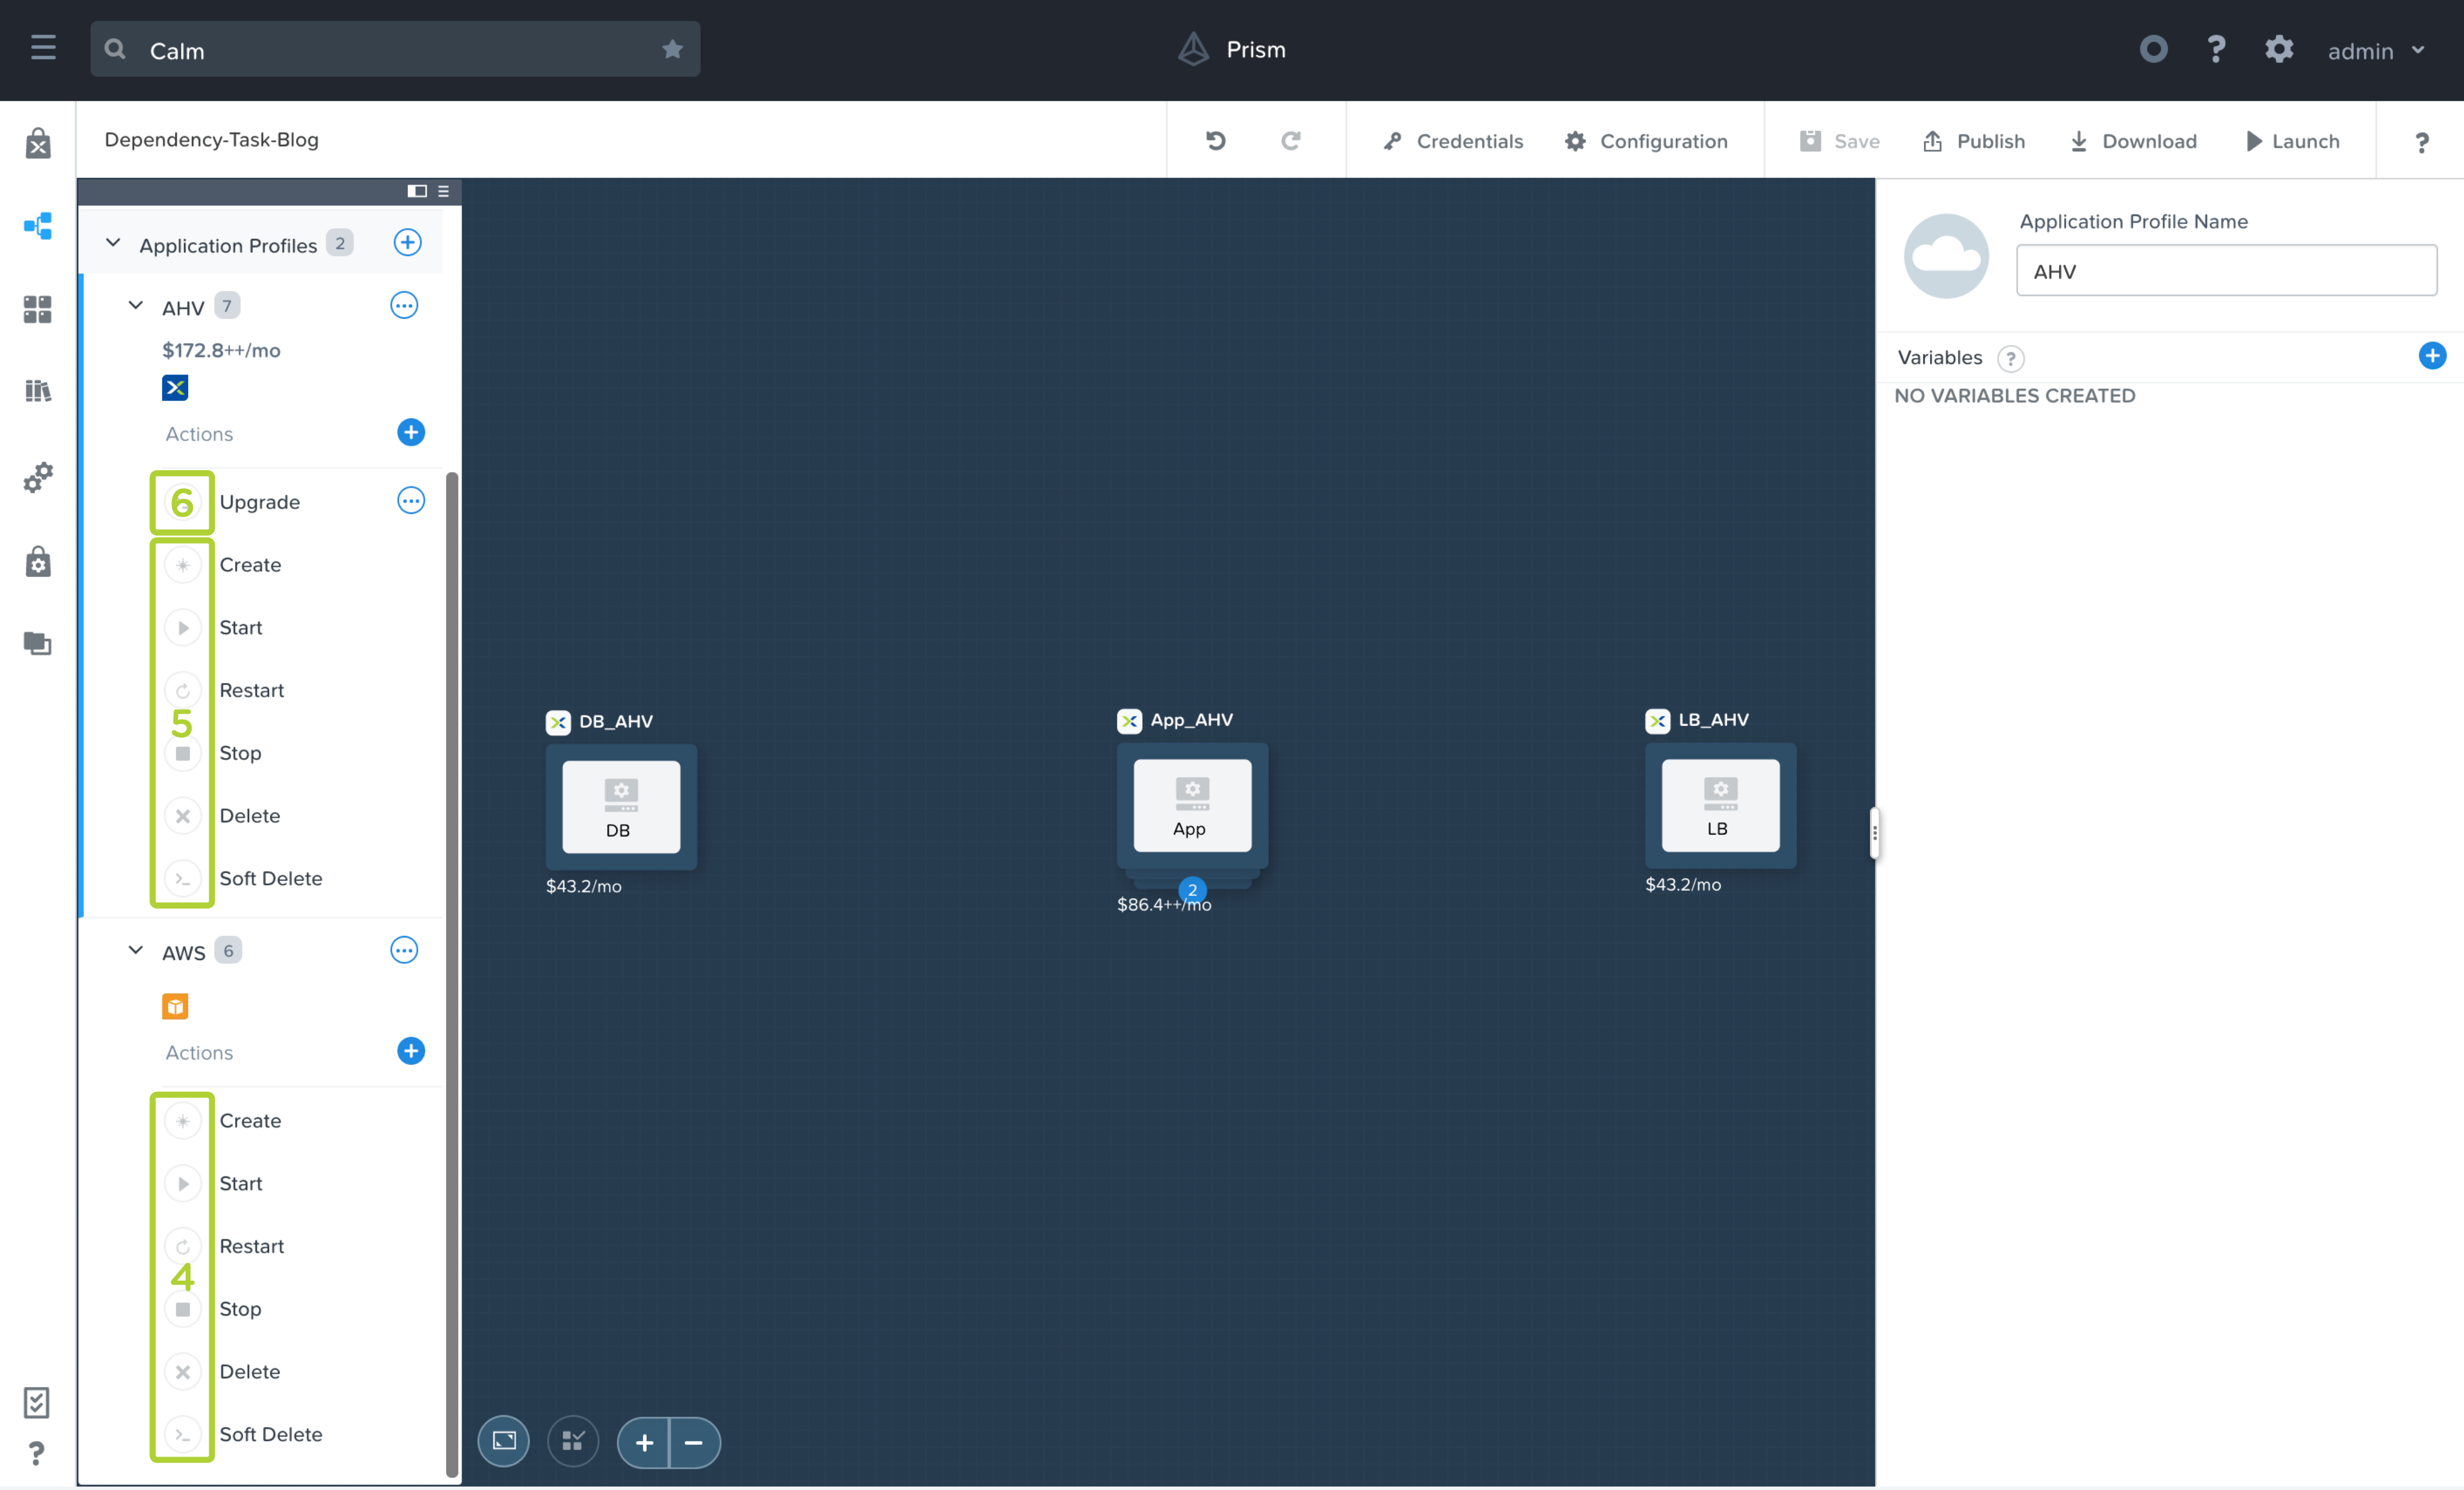 Calm
Prism
? admin
Dependency-Task-Blog
Credentials
Configuration
Save
Publish
Download
Launch
?
Application Profiles 2
AHV 7
$172.8++/mo
Actions
6 Upgrade
Create
Start
Restart
5
Stop
Delete
Soft Delete
AWS 6
Actions
Create
Start
Restart
4
Stop
Delete
Soft Delete
?
DB_AHV
DB
$43.2/mo
App_AHV
App
2
$86.4++/mo
LB_AHV
LB
$43.2/mo
Application Profile Name
AHV
Variables ?
NO VARIABLES CREATED